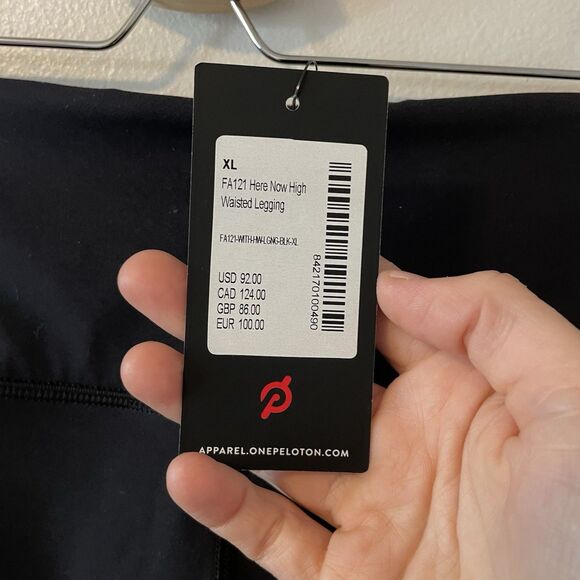 XL
FA121 Here Now High
Waisted Legging
FA121-WITH-HW-LGNG-BLK-XL
USD 92.00
CAD 124.00
GBP 86.00
EUR 100.00
842170100490
APPAREL.ONEPELOTON.COM